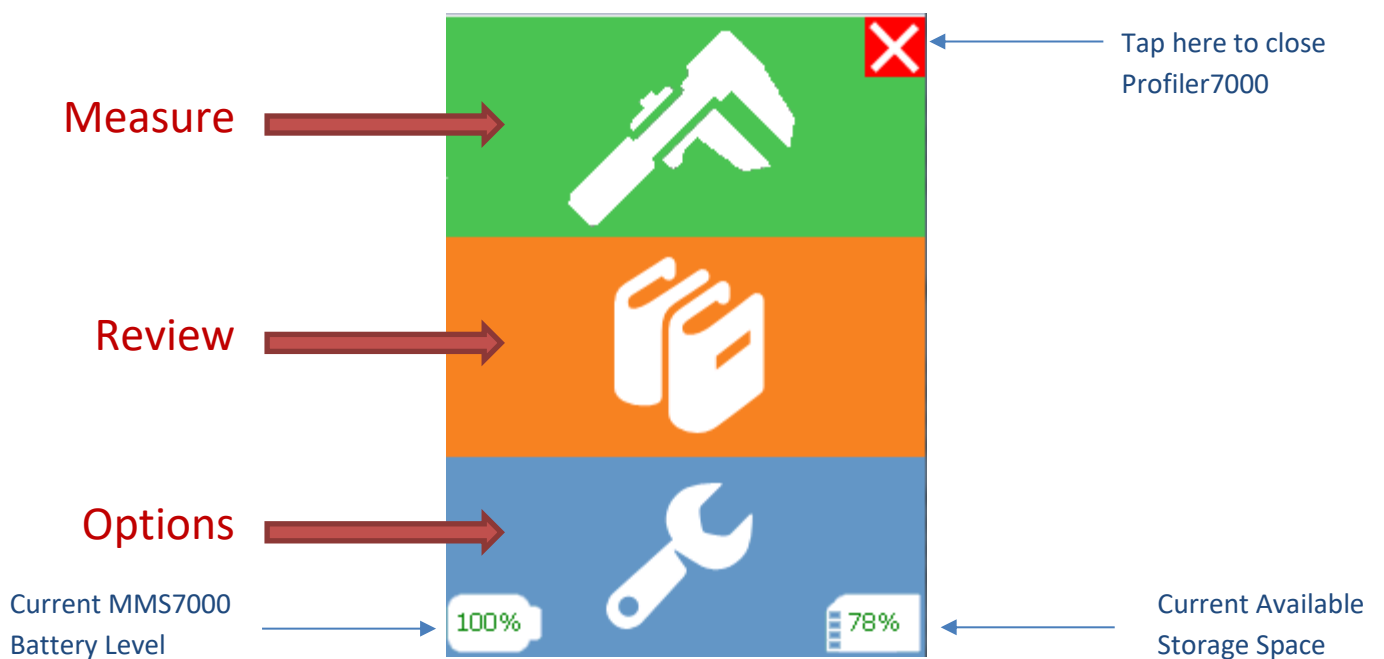 Tap here to close
Profiler7000
Measure
Review
Options
Current MMS7000
Battery Level
100%
78%
Current Available
Storage Space